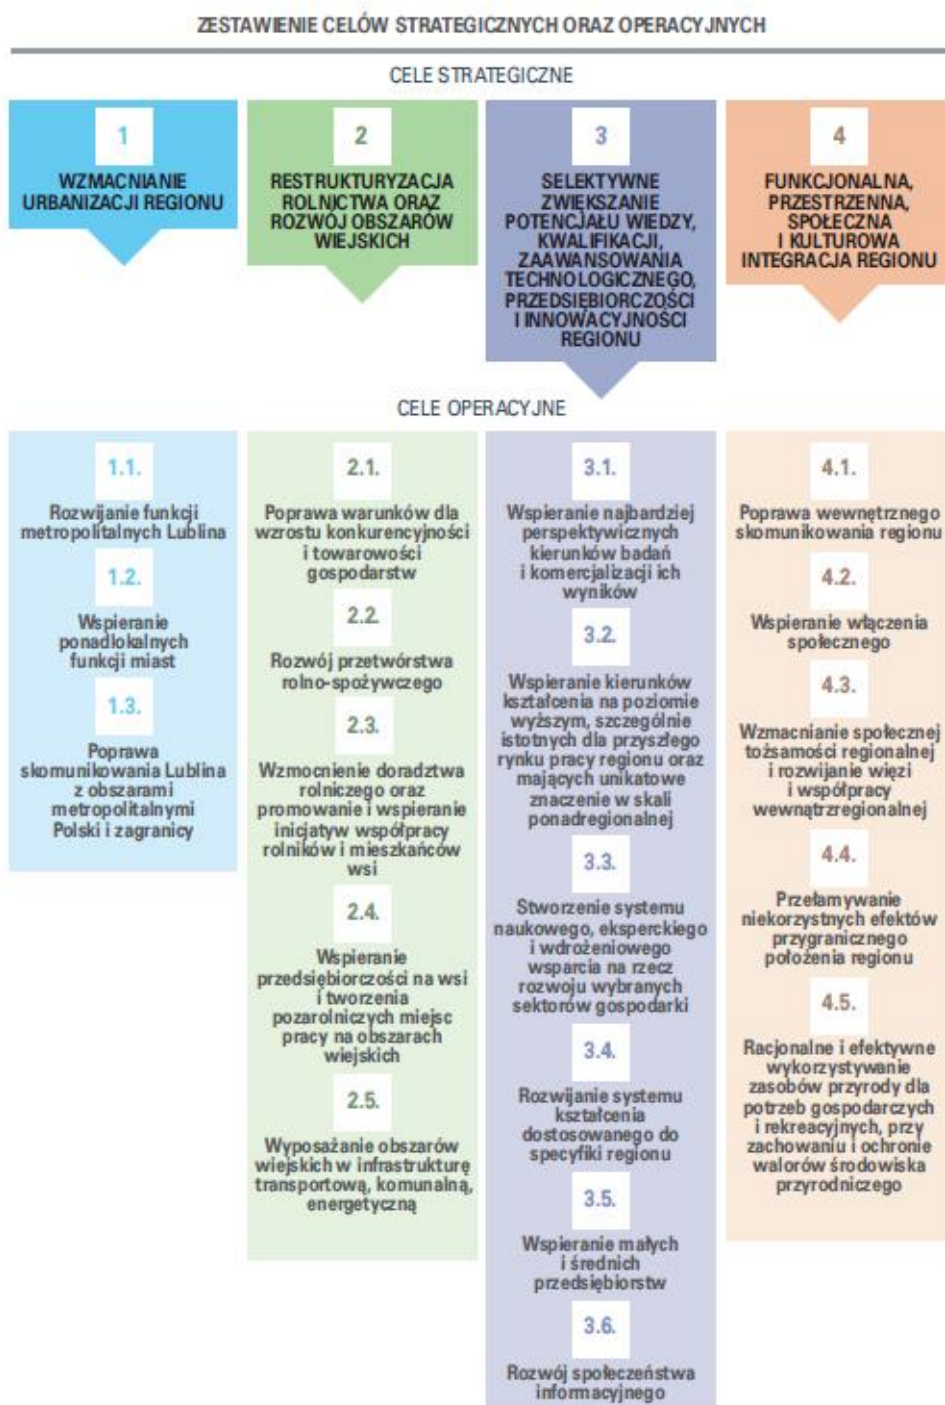 ZESTAWIENIE CELÓW STRATEGICZNYCH ORAZ OPERACYJNYCH
CELE STRATEGICZNE
1
WZMACNIANIE
URBANIZACJI REGIONU
2
RESTRUKTURYZACJA
ROLNICTWA ORAZ
ROZWÓJ OBSZARÓW
WIEJSKICH
3
SELEKTYWNE
ZWIĘKSZANIE
POTENCJAŁU WIEDZY,
KWALIFIKACJI,
ZAAWANSOWANIA
TECHNOLOGICZNEGO,
PRZEDSIĘBIORCZOŚCI
I INNOWACYJNOŚCI
REGIONU
4
FUNKCJONALNA,
PRZESTRZENNA,
SPOŁECZNA
I KULTUROWA
INTEGRACJA REGIONU
CELE OPERACYJNE
1.1.
Rozwijanie funkcji
metropolitalnych Lublina
1.2.
Wspieranie
ponadlokalnych
funkcji miast
1.3.
Poprawa
skomunikowania Lublina
z obszarami
metropolitalnymi
Polski i zagranicy
2.1.
Poprawa warunków dla
wzrostu konkurencyjności
i towarowości
gospodarstw
2.2.
Rozwój przetwórstwa
rolno-spożywczego
2.3.
Wzmocnienie doradztwa
rolniczego oraz
promowanie i wspieranie
inicjatyw współpracy
rolników i mieszkańców
wsi
2.4.
Wspieranie
przedsiębiorczości na wsi
i tworzenia
pozarolniczych miejsc
pracy na obszarach
wiejskich
2.5.
Wyposażanie obszarów
wiejskich w infrastrukturę
transportową, komunalną,
energetyczną
3.1.
Wspieranie najbardziej
perspektywicznych
kierunków badań
i komercjalizacji ich
wyników
3.2.
Wspieranie kierunków
kształcenia na poziomie
wyższym, szczególnie
istotnych dla przyszłego
rynku pracy regionu oraz
mających unikatowe
znaczenie w skali
ponadregionalnej
3.3.
Stworzenie systemu
naukowego, eksperckiego
i wdrożeniowego
wsparcia na rzecz
rozwoju wybranych
sektorów gospodarki
3.4.
Rozwijanie systemu
kształcenia
dostosowanego do
specyfiki regionu
3.5.
Wspieranie małych
i średnich
przedsiębiorstw
3.6.
Rozwój społeczeństwa
informacyjnego
4.1.
Poprawa wewnętrznego
skomunikowania regionu
4.2.
Wspieranie włączenia
społecznego
4.3.
Wzmacnianie społecznej
tożsamości regionalnej
i rozwijanie więzi
i współpracy
wewnątrzregionalnej
4.4.
Przełamywanie
niekorzystnych efektów
przygranicznego
położenia regionu
4.5.
Racjonalne i efektywne
wykorzystywanie
zasobów przyrody dla
potrzeb gospodarczych
i rekreacyjnych, przy
zachowaniu i ochronie
walorów środowiska
przyrodniczego